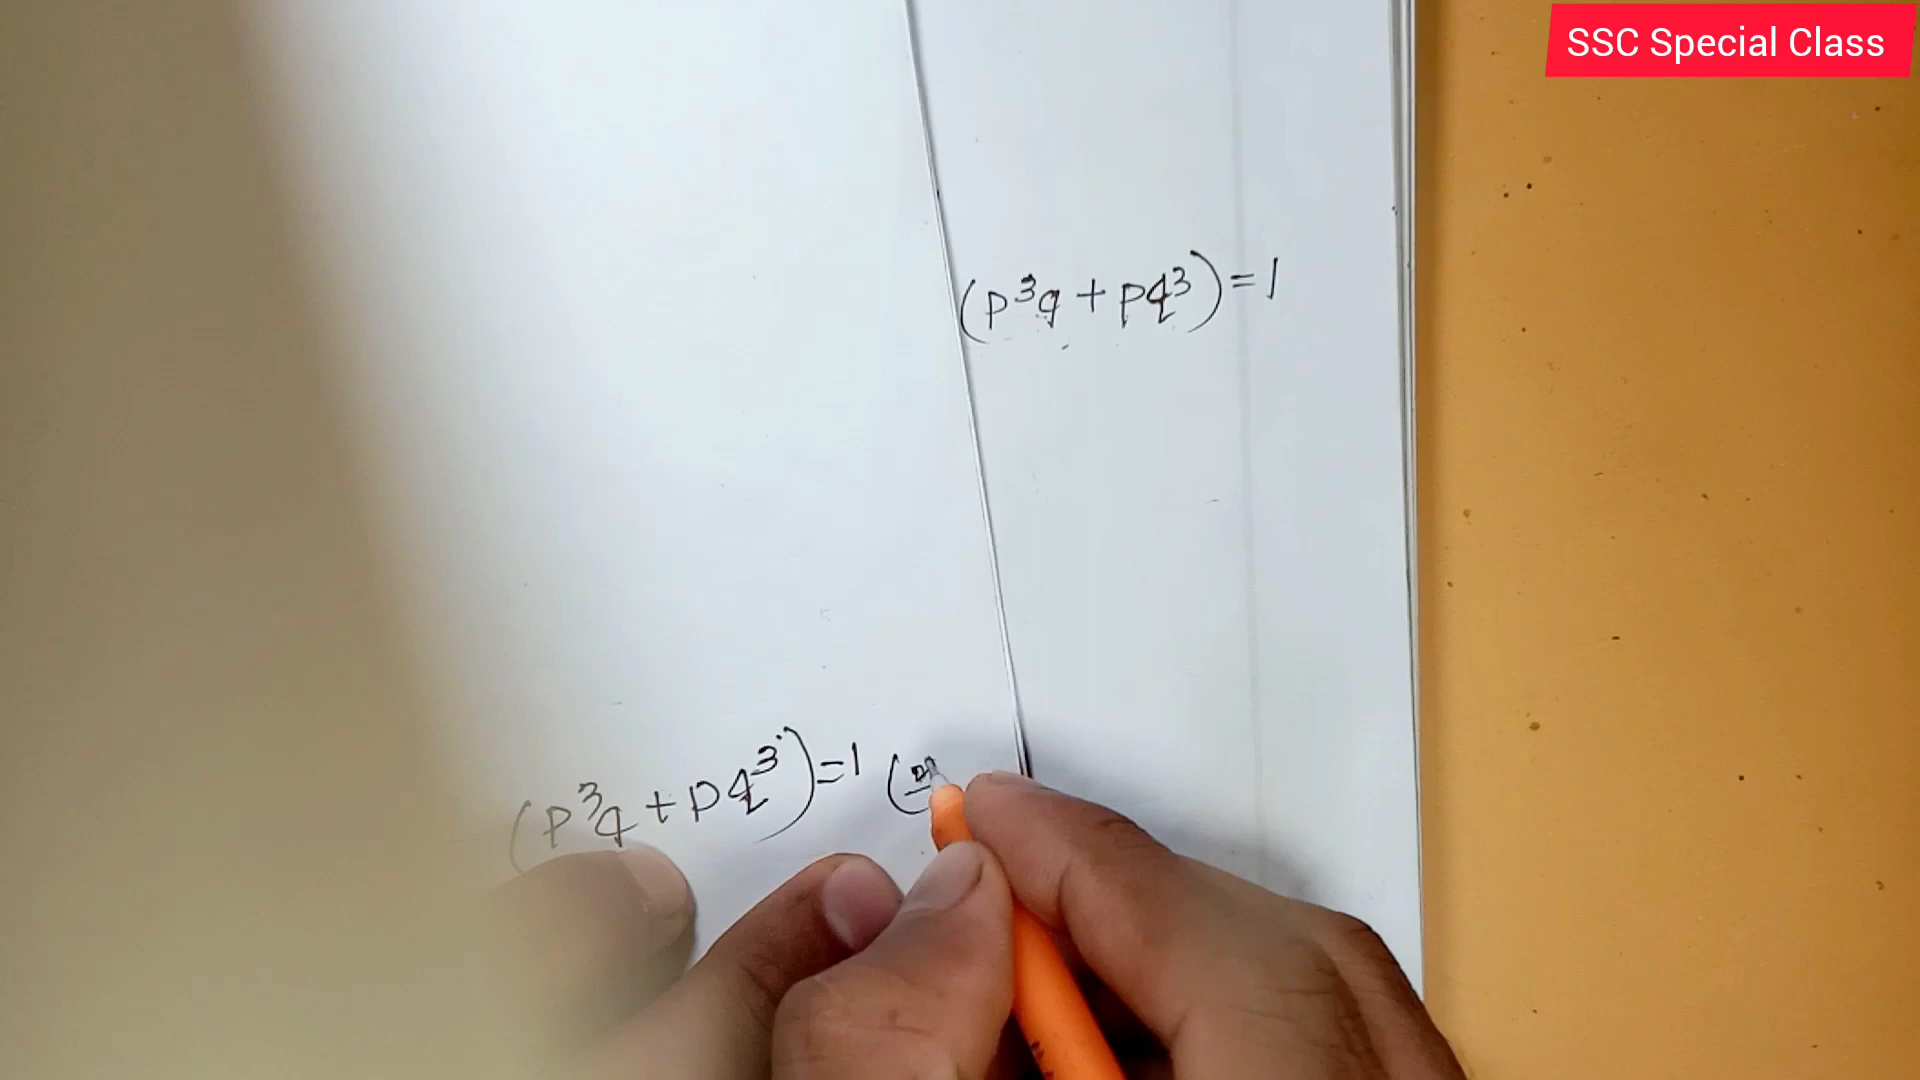 SSC Special Class
(p³q + pq³) = 1
(p³q + pq³) = 1 (